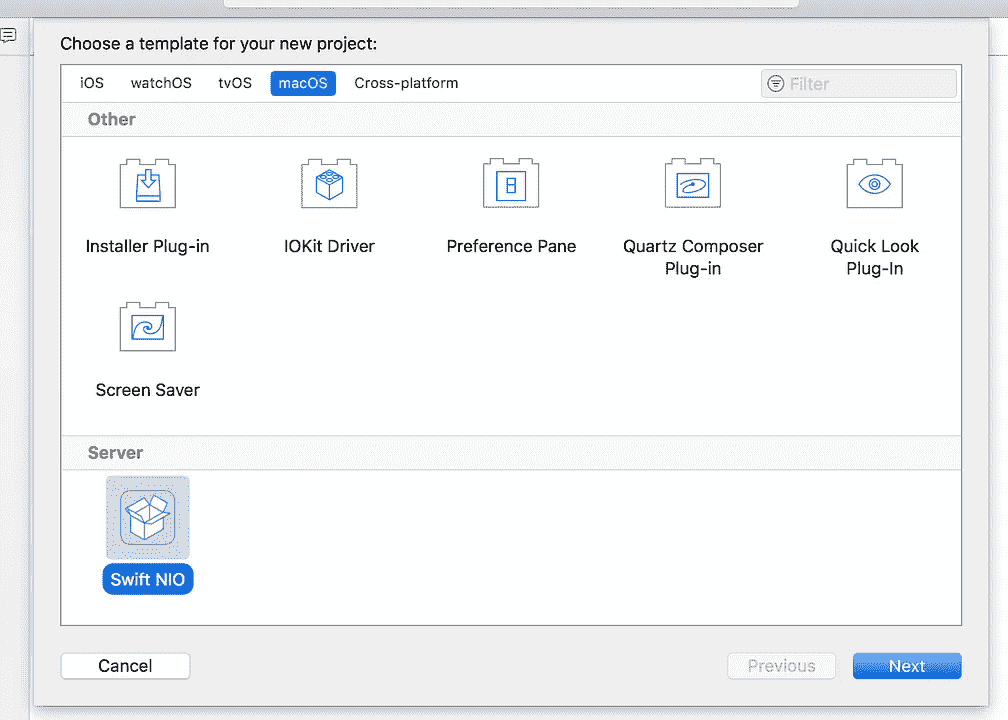 Choose a template for your new project:
iOS watchOS tvOS macOS Cross-platform Filter
Other
Installer Plug-in IOKit Driver Preference Pane Quartz Composer Quick Look
Plug-in Plug-In
Screen Saver
Server
Swift NIO
Cancel Previous Next